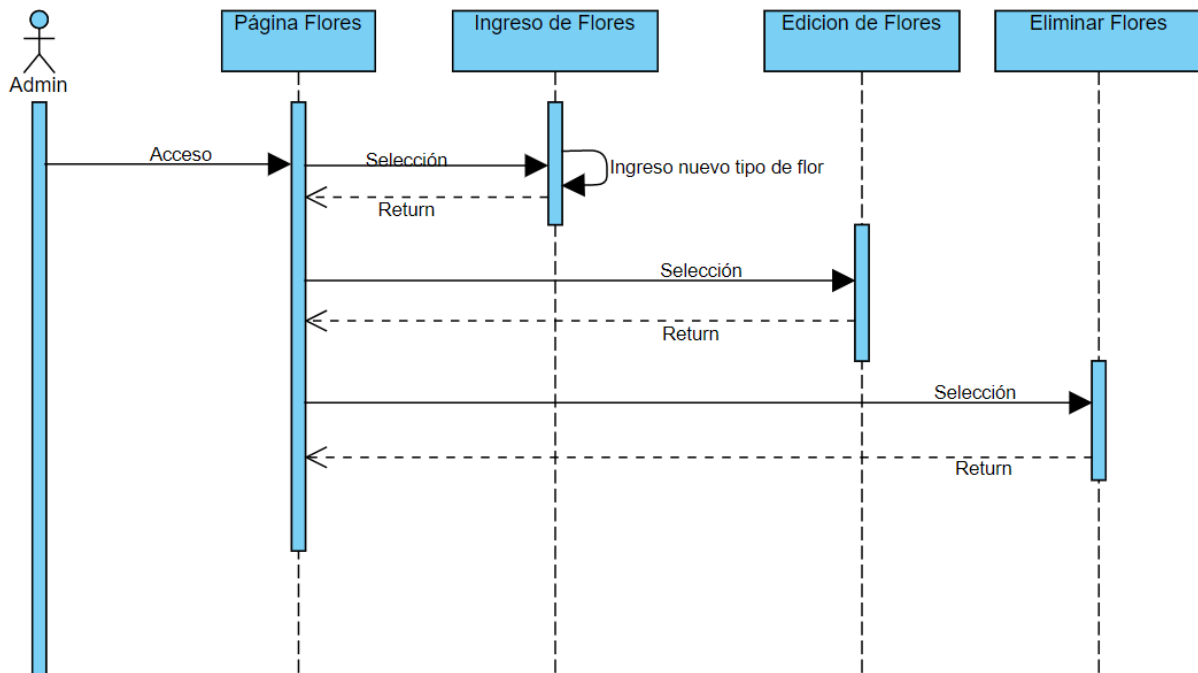 Página Flores
Ingreso de Flores
Edicion de Flores
Eliminar Flores
Admin
Acceso
Selección
Ingreso nuevo tipo de flor
Return
Selección
Return
Selección
Return